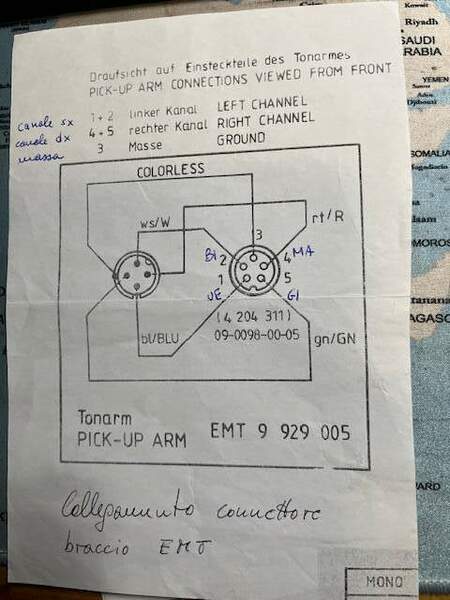 Draufsicht auf Einsteckteile des Tonarmes
PICK-UP ARM CONNECTIONS VIEWED FROM FRONT
canale sx 1 + 2 linker Kanal LEFT CHANNEL
canale dx 4 + 5 rechter Kanal RIGHT CHANNEL
massa 3 Masse GROUND
COLORLESS
ws/W
rt/R
3
BI 2 4 MA
1 5
VE GI
(4 204 311)
bl/BLU 09-0098-00-05 gn/GN
Tonarm
PICK-UP ARM EMT 9 929 005
Collegamento connettore
braccio EMT
MONO
Riyadh
SAUDI
ARABIA
YEMEN
Djibouti
SOMALIA
Mogadiscio
COMOROS